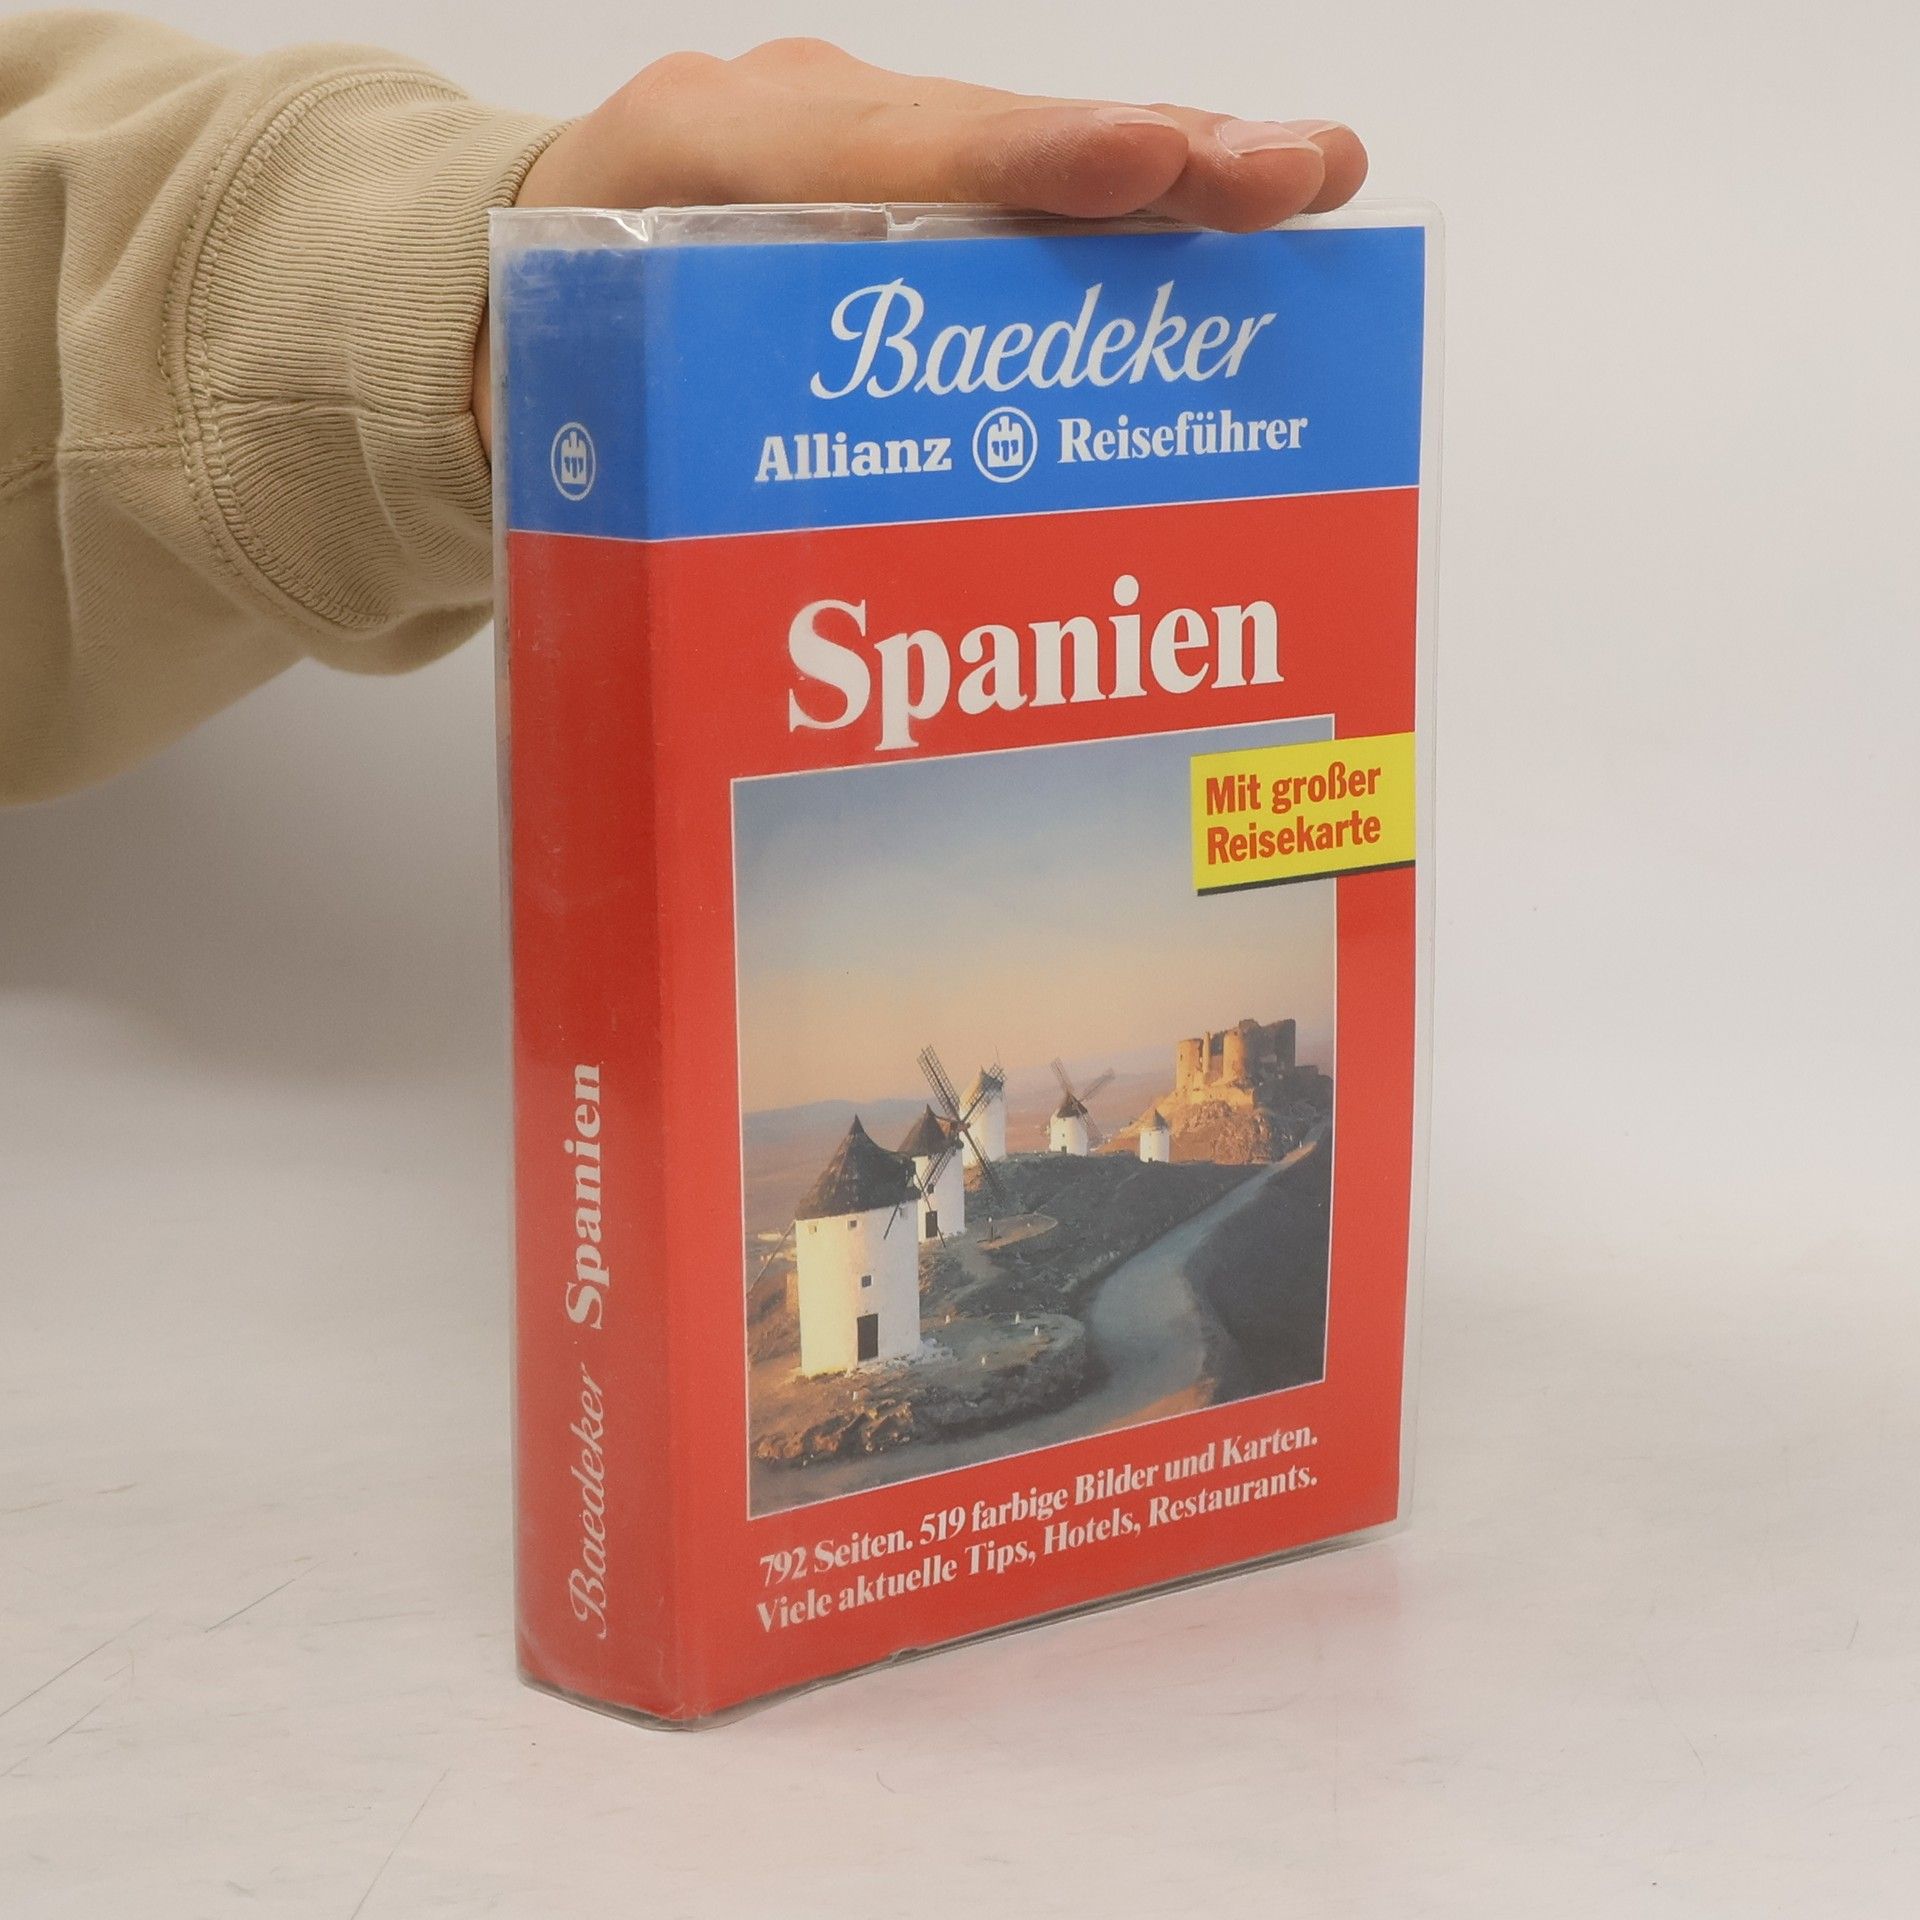 Baedeker
Allianz Reiseführer
Spanien
Mit großer
Reisekarte
792 Seiten. 519 farbige Bilder und Karten.
Viele aktuelle Tips, Hotels, Restaurants.
Baedeker Spanien